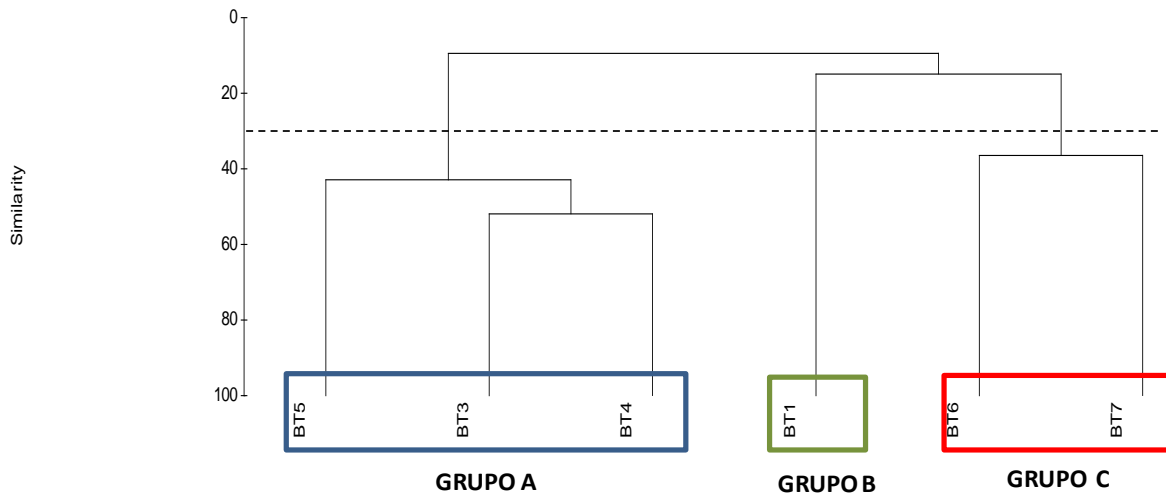 Similarity
0
20
40
60
80
100
BT5
BT3
BT4
BT1
BT6
BT7
GRUPO A
GRUPO B
GRUPO C